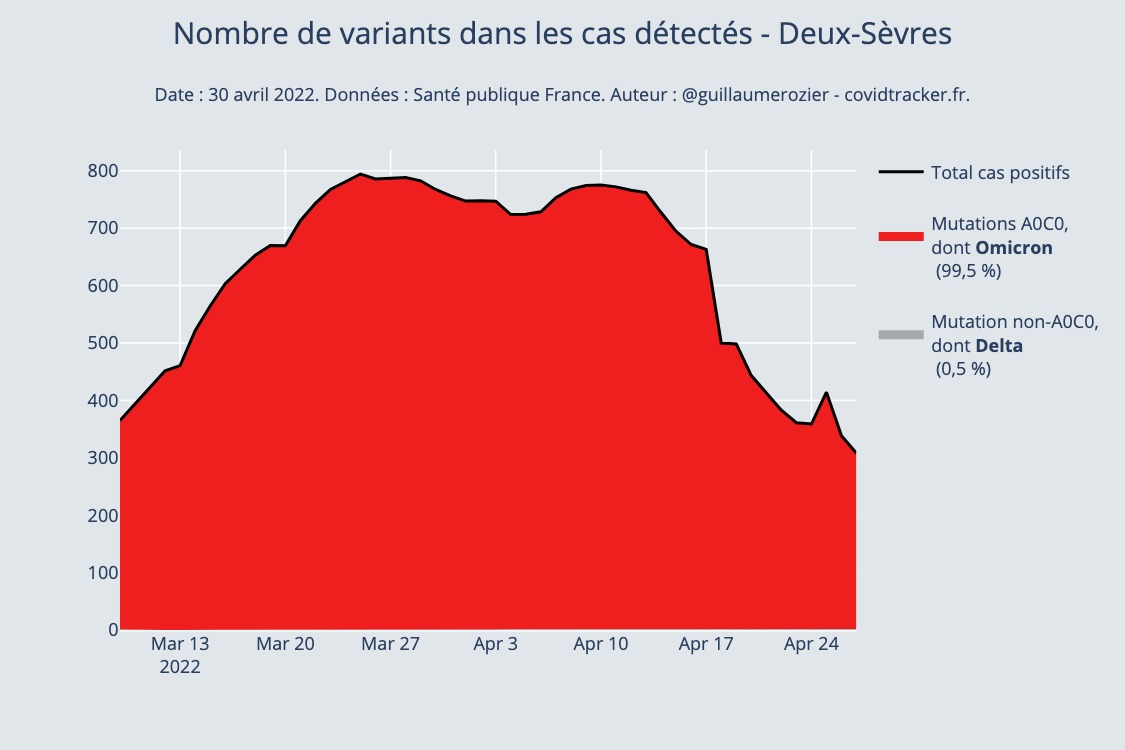 Nombre de variants dans les cas détectés - Deux-Sèvres
Date : 30 avril 2022. Données : Santé publique France. Auteur : @guillaumerozier - covidtracker.fr.
800
700
600
500
400
300
200
100
0
Mar 13
2022
Mar 20
Mar 27
Apr 3
Apr 10
Apr 17
Apr 24
Total cas positifs
Mutations A0C0,
dont Omicron
(99,5 %)
Mutation non-A0C0,
dont Delta
(0,5 %)